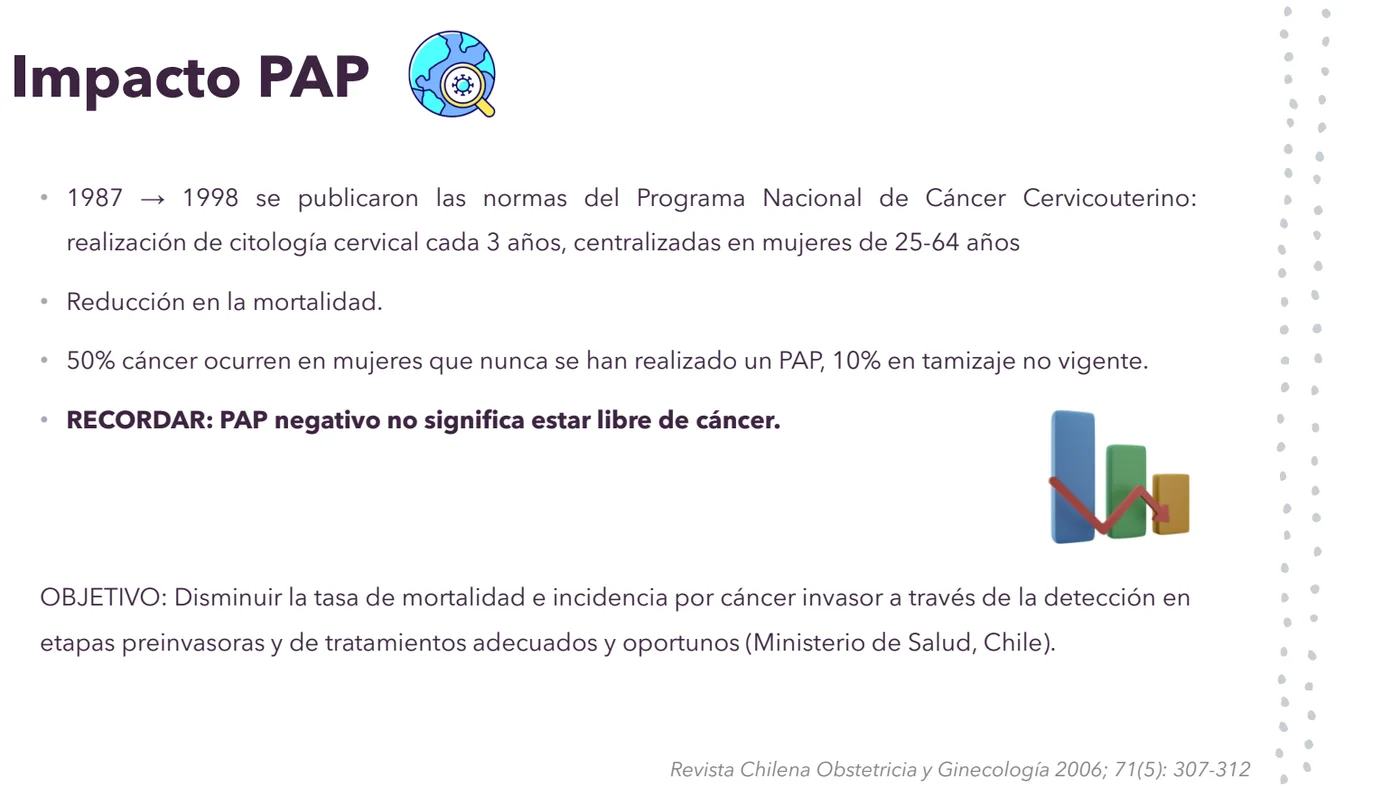 Impacto PAP
• 1987 → 1998 se publicaron las normas del Programa Nacional de Cáncer Cervicouterino:
realización de citología cervical cada 3 años, centralizadas en mujeres de 25-64 años
• Reducción en la mortalidad.
• 50% cáncer ocurren en mujeres que nunca se han realizado un PAP, 10% en tamizaje no vigente.
• RECORDAR: PAP negativo no significa estar libre de cáncer.
OBJETIVO: Disminuir la tasa de mortalidad e incidencia por cáncer invasor a través de la detección en
etapas preinvasoras y de tratamientos adecuados y oportunos (Ministerio de Salud, Chile).
Revista Chilena Obstetricia y Ginecología 2006; 71(5): 307-312